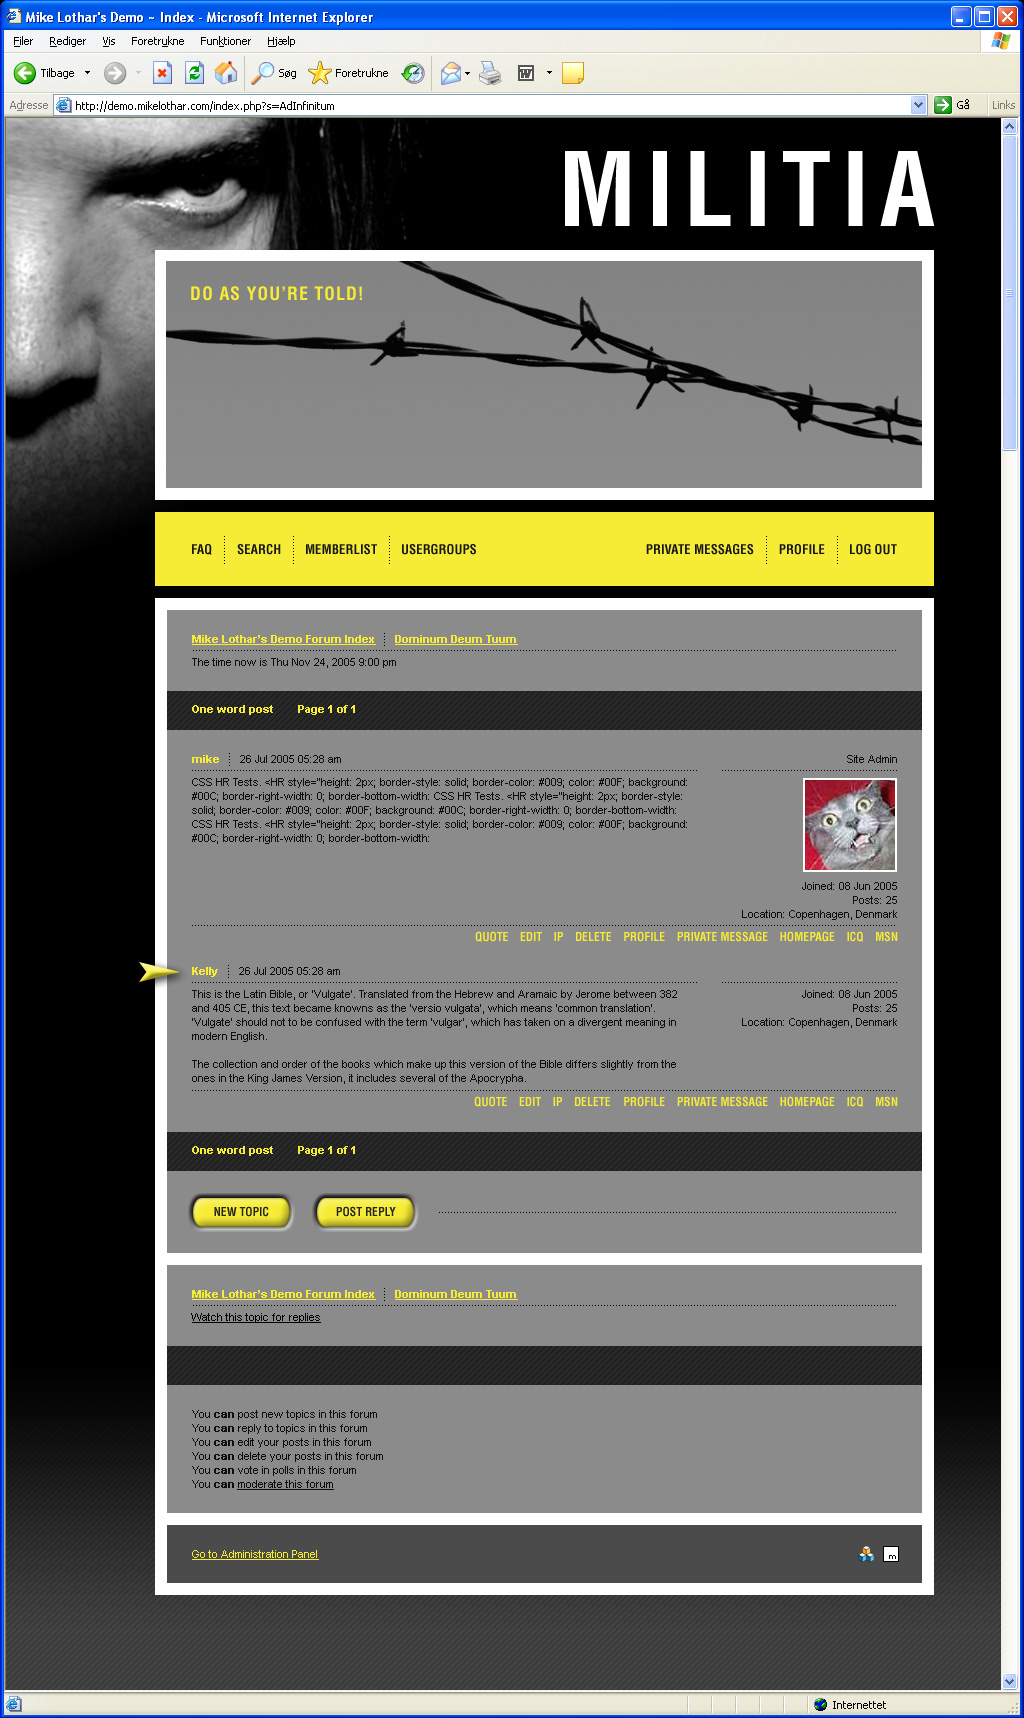 Mike Lothar's Demo ~ Index - Microsoft Internet Explorer
Filer Rediger Vis Foretrukne Funktioner Hjælp
Tilbage Søg Foretrukne
Adresse http://demo.mikelothar.com/index.php?s=AdInfinitum Gå Links
MILITIA
DO AS YOU'RE TOLD!
FAQ SEARCH MEMBERLIST USERGROUPS PRIVATE MESSAGES PROFILE LOG OUT
Mike Lothar's Demo Forum Index Dominum Deum Tuum
The time now is Thu Nov 24, 2005 9:00 pm
One word post Page 1 of 1
mike 26 Jul 2005 05:28 am Site Admin
CSS HR Tests. <HR style="height: 2px; border-style: solid; border-color: #009; color: #00F; background:
#00C; border-right-width: 0; border-bottom-width: CSS HR Tests. <HR style="height: 2px; border-style:
solid; border-color: #009; color: #00F; background: #00C; border-right-width: 0; border-bottom-width:
CSS HR Tests. <HR style="height: 2px; border-style: solid; border-color: #009; color: #00F; background:
#00C; border-right-width: 0; border-bottom-width:
Joined: 08 Jun 2005
Posts: 25
Location: Copenhagen, Denmark
QUOTE EDIT IP DELETE PROFILE PRIVATE MESSAGE HOMEPAGE ICQ MSN
Kelly 26 Jul 2005 05:28 am
This is the Latin Bible, or 'Vulgate'. Translated from the Hebrew and Aramaic by Jerome between 382
and 405 CE, this text became knowns as the 'versio vulgata', which means 'common translation'.
'Vulgate' should not to be confused with the term 'vulgar', which has taken on a divergent meaning in
modern English.
The collection and order of the books which make up this version of the Bible differs slightly from the
ones in the King James Version, it includes several of the Apocrypha.
Joined: 08 Jun 2005
Posts: 25
Location: Copenhagen, Denmark
QUOTE EDIT IP DELETE PROFILE PRIVATE MESSAGE HOMEPAGE ICQ MSN
One word post Page 1 of 1
NEW TOPIC POST REPLY
Mike Lothar's Demo Forum Index Dominum Deum Tuum
Watch this topic for replies
You can post new topics in this forum
You can reply to topics in this forum
You can edit your posts in this forum
You can delete your posts in this forum
You can vote in polls in this forum
You can moderate this forum
Go to Administration Panel m
Internettet